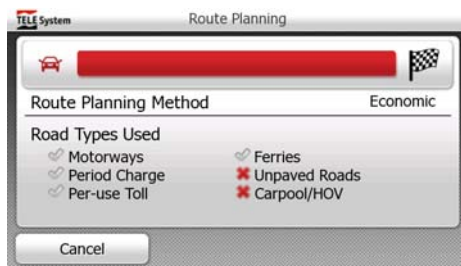 TELE System Route Planning
Route Planning Method Economic
Road Types Used
Motorways Ferries
Period Charge Unpaved Roads
Per-use Toll Carpool/HOV
Cancel